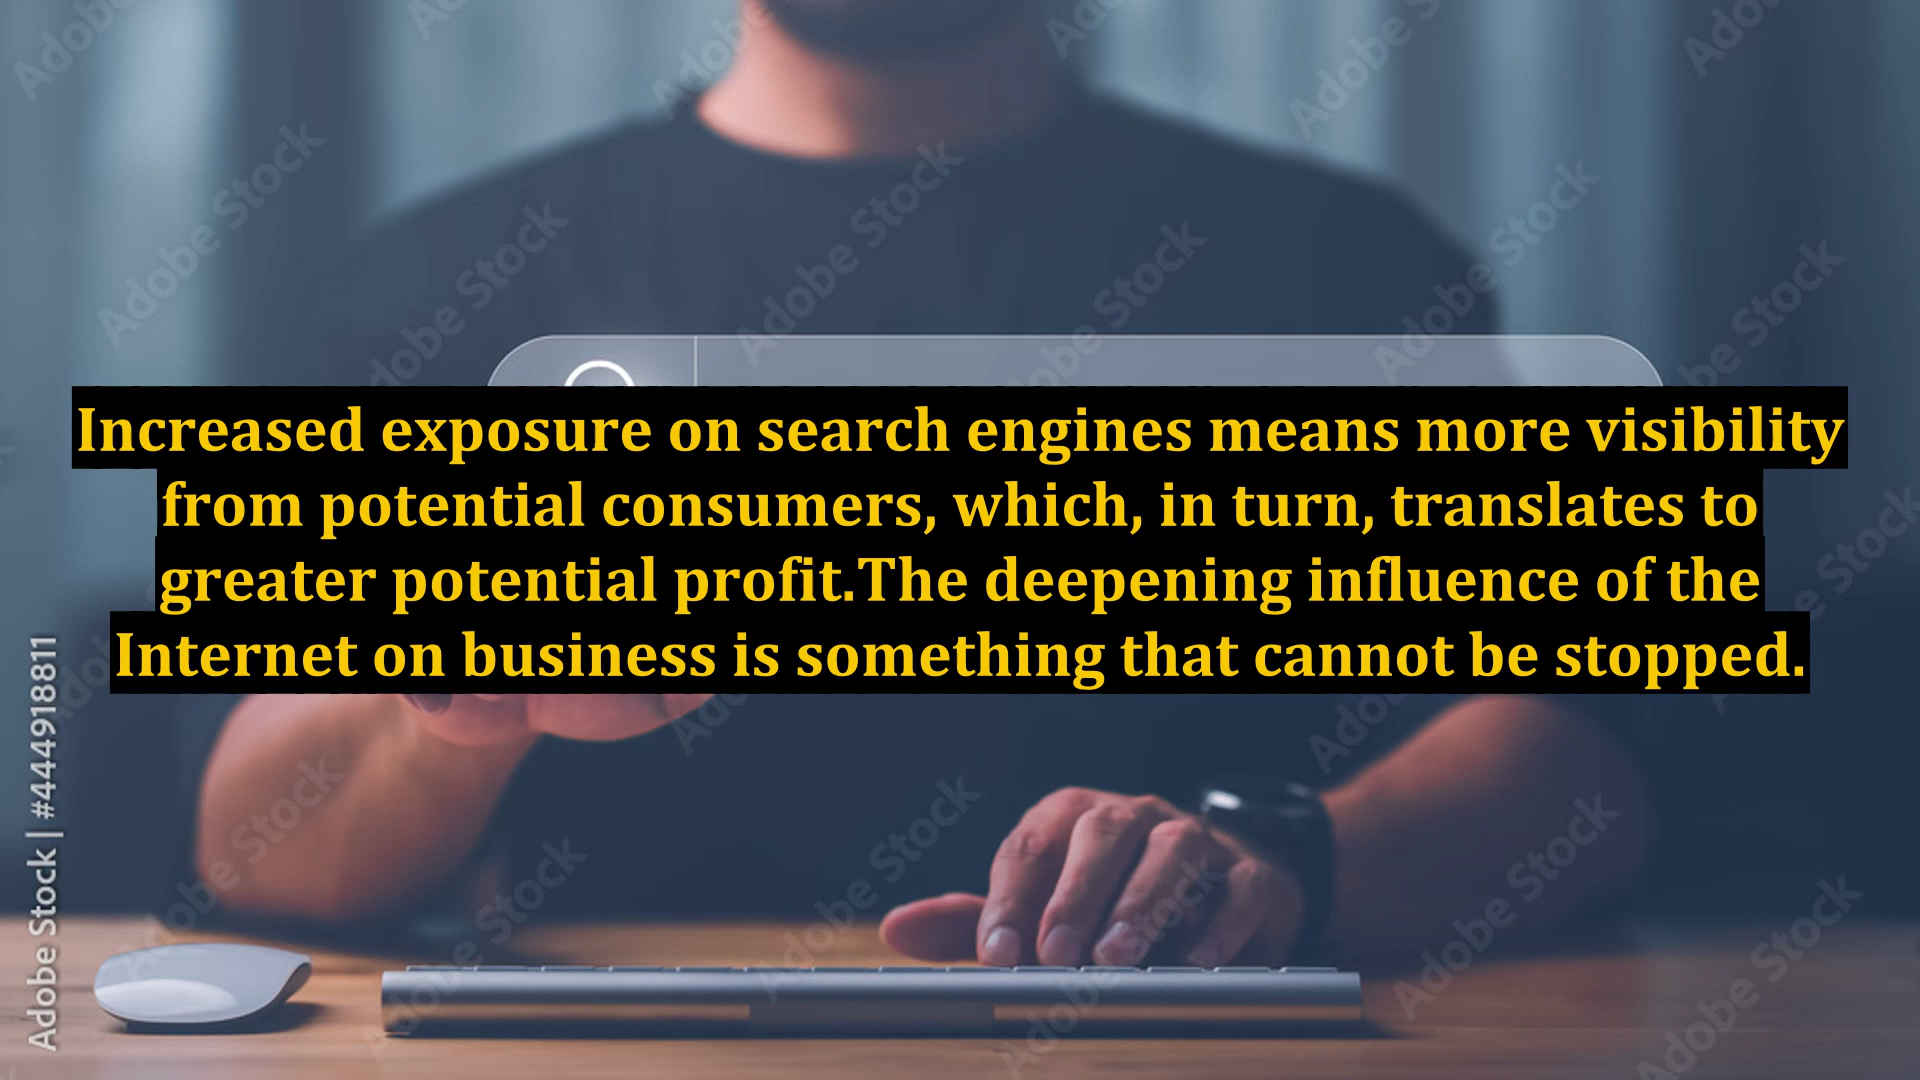 Increased exposure on search engines means more visibility
from potential consumers, which, in turn, translates to
greater potential profit.The deepening influence of the
Internet on business is something that cannot be stopped.
Adobe Stock | #444918811